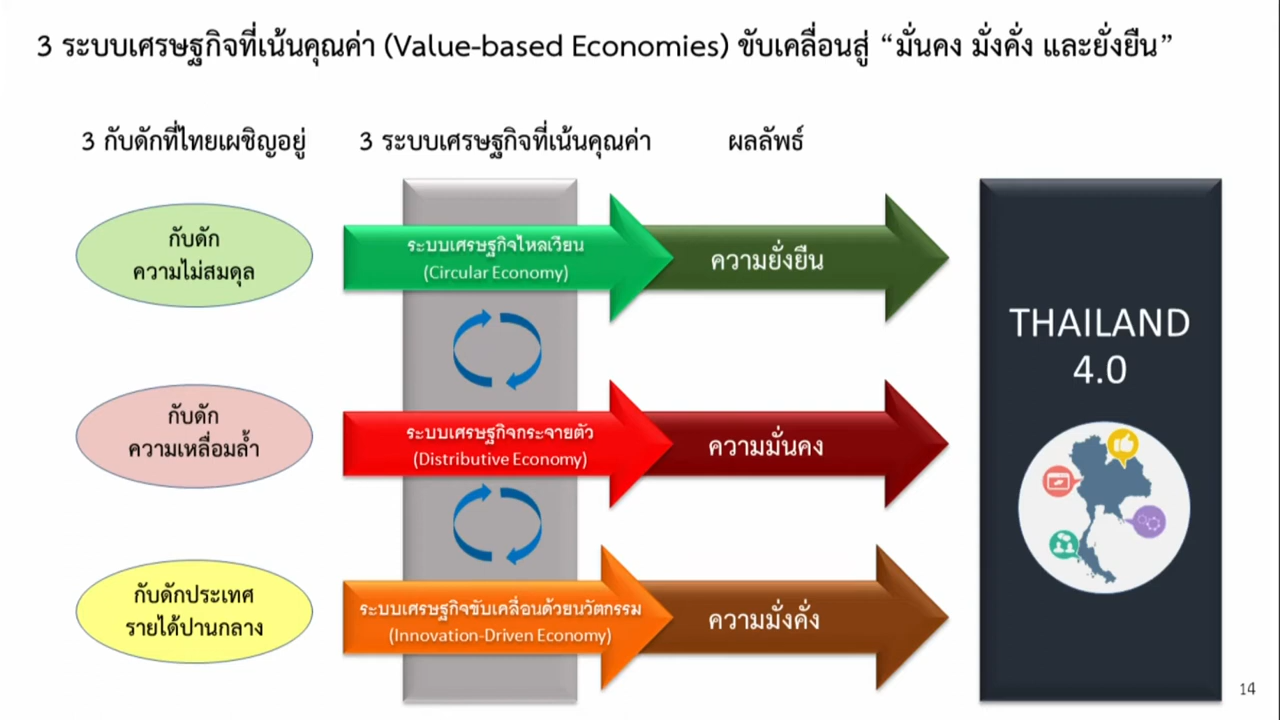 3 ระบบเศรษฐกิจที่เน้นคุณค่า (Value-based Economies) ขับเคลื่อนสู่ “มั่นคง มั่งคั่ง และยั่งยืน”
3 กับดักที่ไทยเผชิญอยู่
3 ระบบเศรษฐกิจที่เน้นคุณค่า
ผลลัพธ์
กับดัก
ความไม่สมดุล
ระบบเศรษฐกิจไหลเวียน
(Circular Economy)
ความยั่งยืน
กับดัก
ความเหลื่อมล้ำ
ระบบเศรษฐกิจกระจายตัว
(Distributive Economy)
ความมั่นคง
กับดักประเทศ
รายได้ปานกลาง
ระบบเศรษฐกิจขับเคลื่อนด้วยนวัตกรรม
(Innovation-Driven Economy)
ความมั่งคั่ง
THAILAND
4.0
14